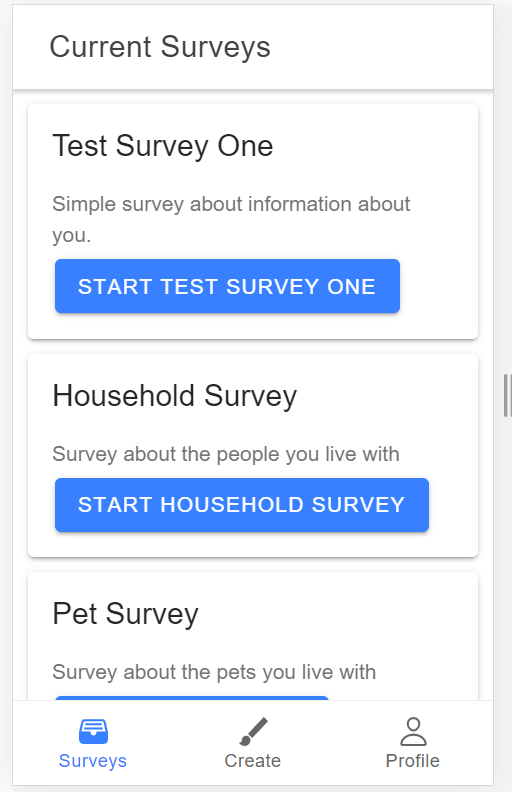 Current Surveys
Test Survey One
Simple survey about information about
you.
START TEST SURVEY ONE
Household Survey
Survey about the people you live with
START HOUSEHOLD SURVEY
Pet Survey
Survey about the pets you live with
Surveys
Create
Profile